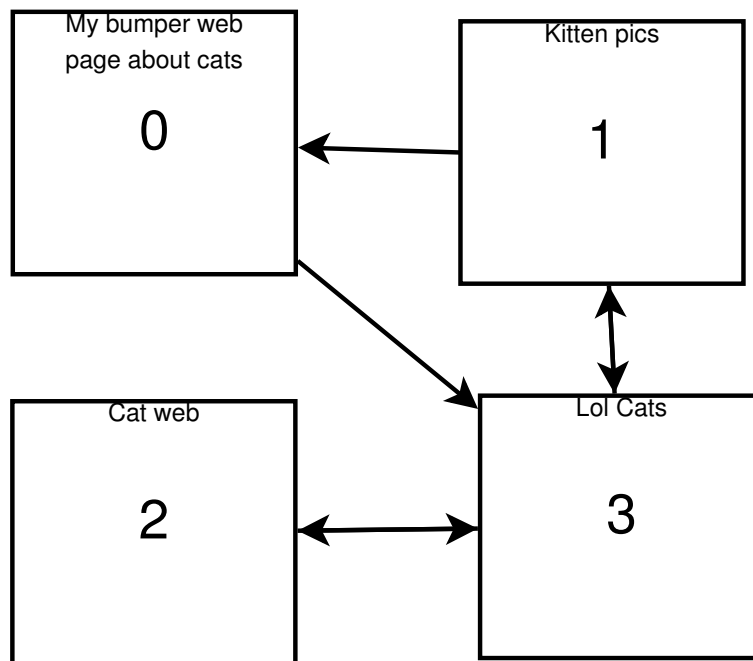 My bumper web
page about cats
0
Kitten pics
1
Cat web
2
Lol Cats
3